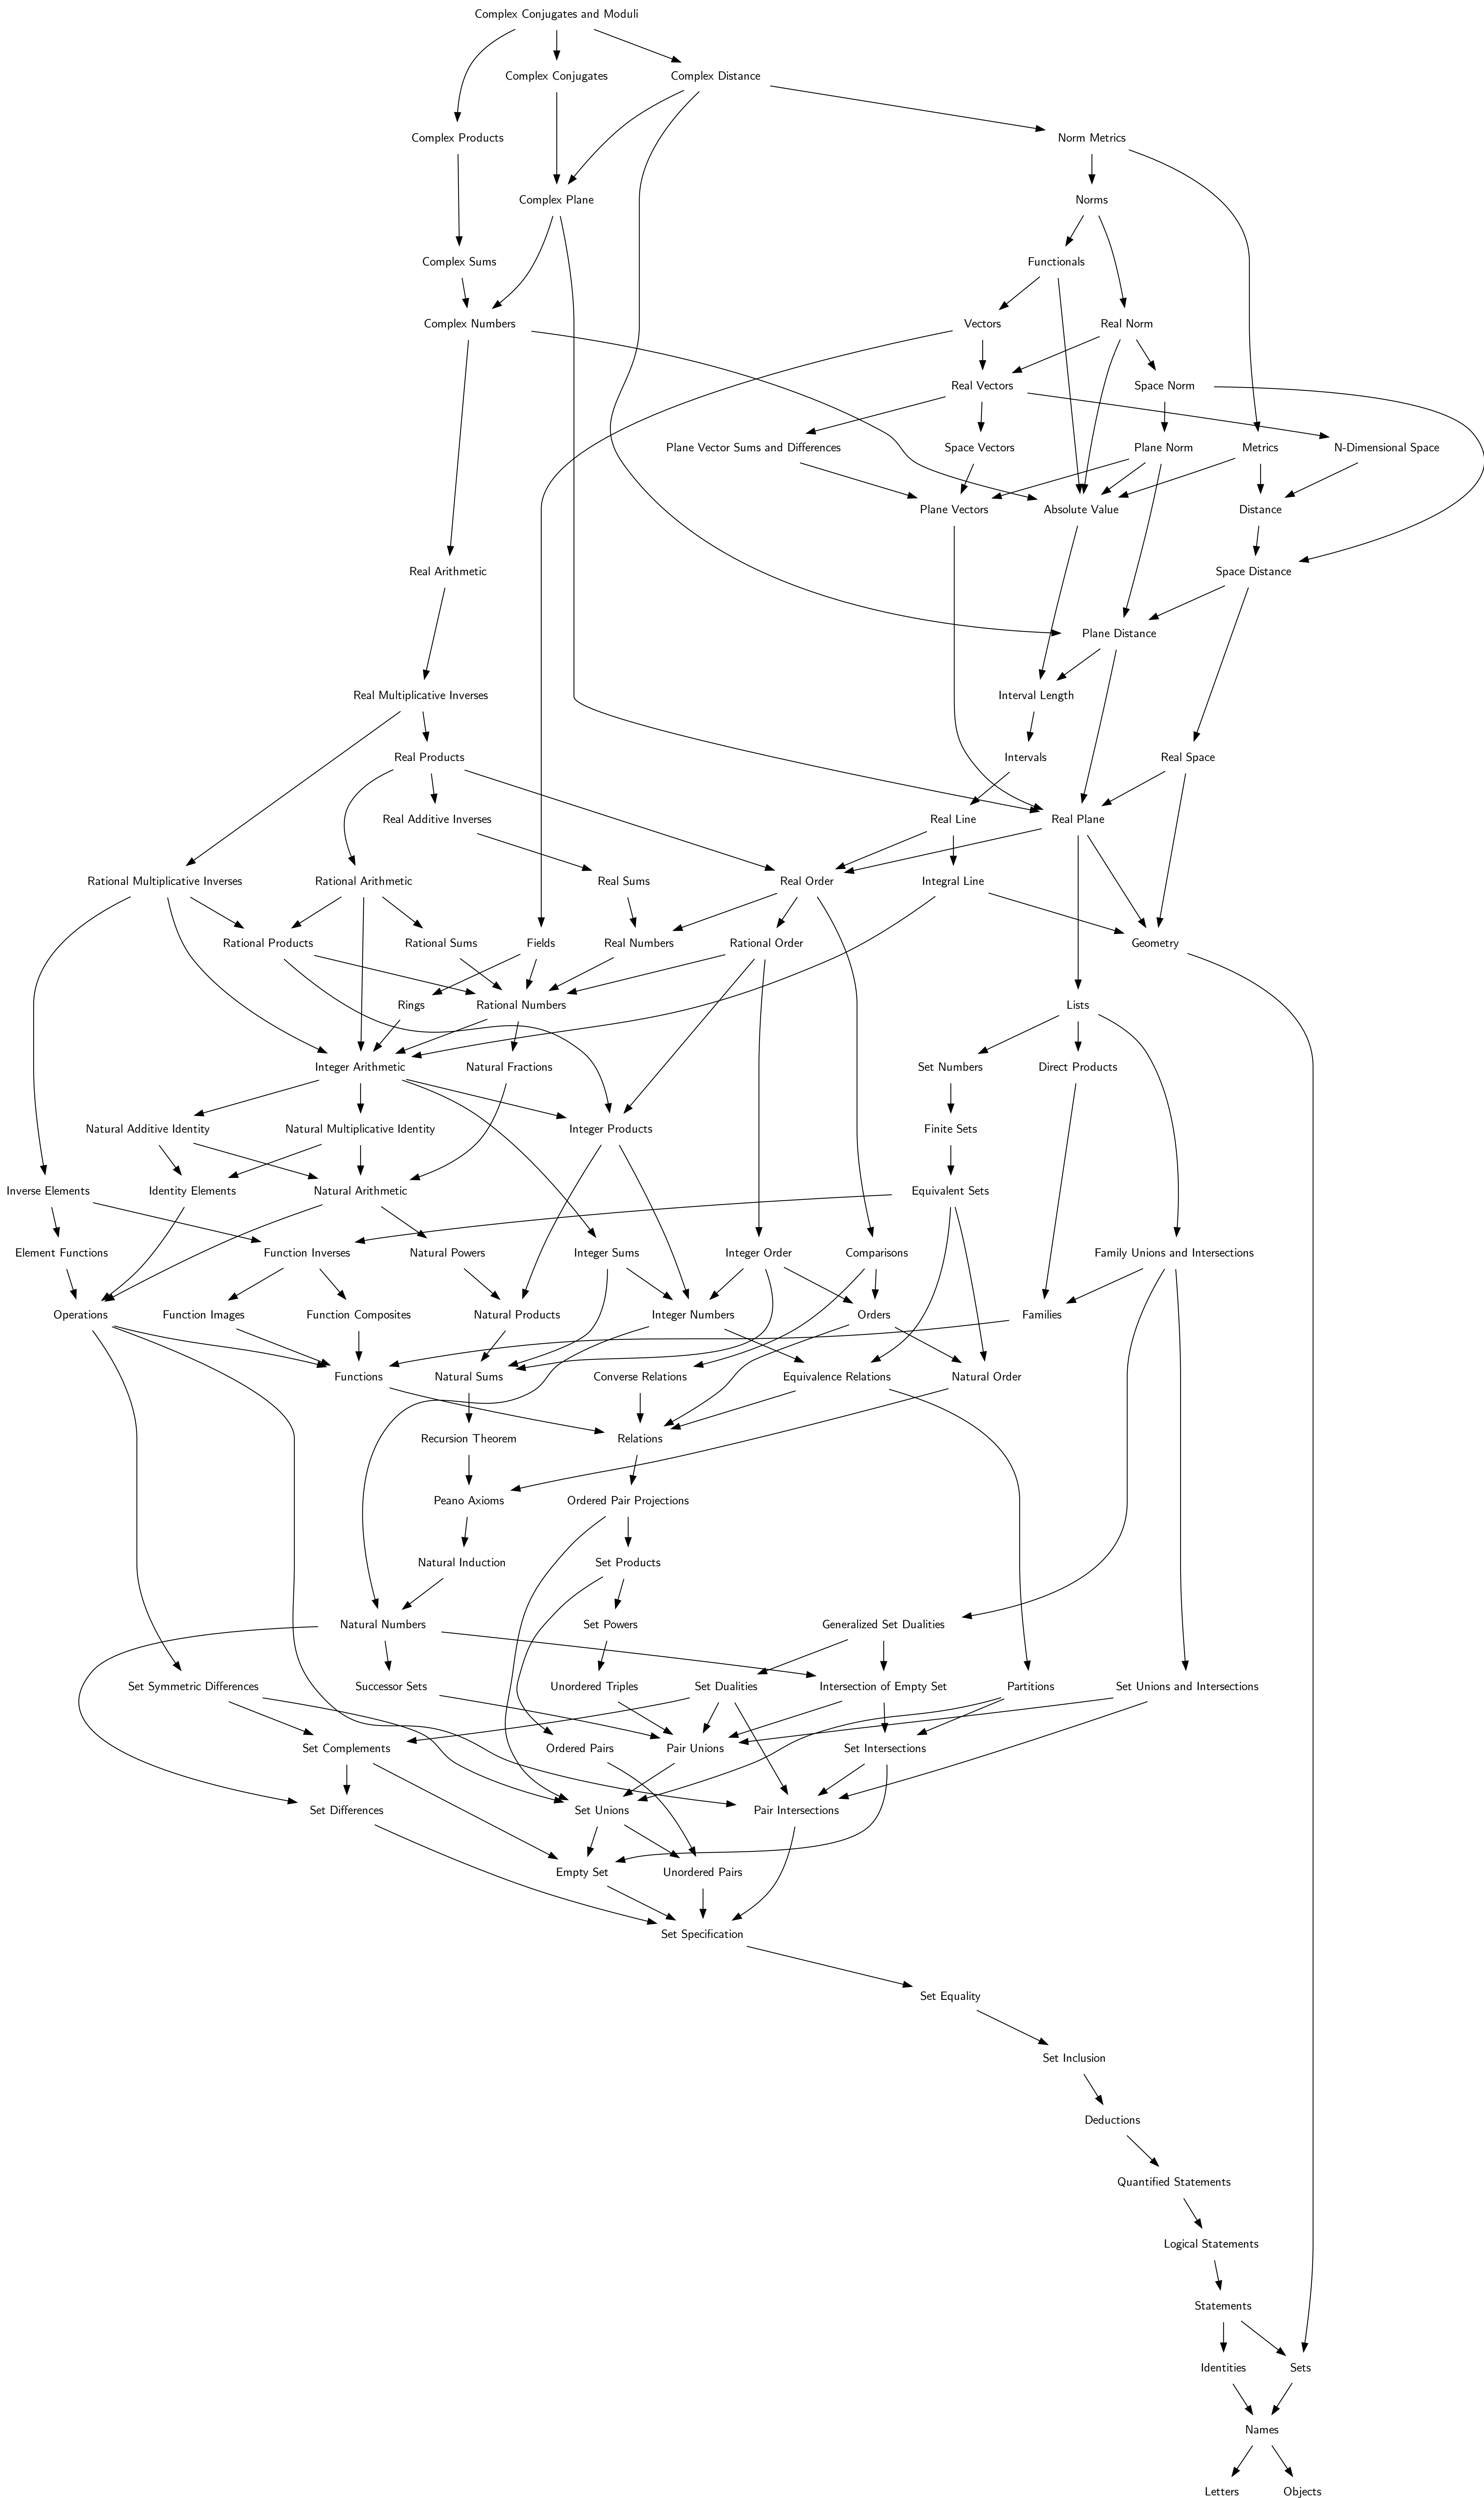 Complex Conjugates and Moduli
Complex Conjugates
Complex Distance
Complex Products
Norm Metrics
Complex Plane
Norms
Complex Sums
Functionals
Complex Numbers
Vectors
Real Norm
Real Vectors
Space Norm
Plane Vector Sums and Differences
Space Vectors
Plane Norm
Metrics
N-Dimensional Space
Plane Vectors
Absolute Value
Distance
Real Arithmetic
Space Distance
Plane Distance
Real Multiplicative Inverses
Interval Length
Real Products
Intervals
Real Space
Real Additive Inverses
Real Line
Real Plane
Rational Multiplicative Inverses
Rational Arithmetic
Real Sums
Real Order
Integral Line
Rational Products
Rational Sums
Fields
Real Numbers
Rational Order
Geometry
Rings
Rational Numbers
Lists
Integer Arithmetic
Natural Fractions
Set Numbers
Direct Products
Natural Additive Identity
Natural Multiplicative Identity
Integer Products
Finite Sets
Inverse Elements
Identity Elements
Natural Arithmetic
Equivalent Sets
Element Functions
Function Inverses
Natural Powers
Integer Sums
Integer Order
Comparisons
Family Unions and Intersections
Operations
Function Images
Function Composites
Natural Products
Integer Numbers
Orders
Families
Functions
Natural Sums
Converse Relations
Equivalence Relations
Natural Order
Recursion Theorem
Relations
Peano Axioms
Ordered Pair Projections
Natural Induction
Set Products
Natural Numbers
Set Powers
Generalized Set Dualities
Set Symmetric Differences
Successor Sets
Unordered Triples
Set Dualities
Intersection of Empty Set
Partitions
Set Unions and Intersections
Set Complements
Ordered Pairs
Pair Unions
Set Intersections
Set Differences
Set Unions
Pair Intersections
Empty Set
Unordered Pairs
Set Specification
Set Equality
Set Inclusion
Deductions
Quantified Statements
Logical Statements
Statements
Identities
Sets
Names
Letters
Objects